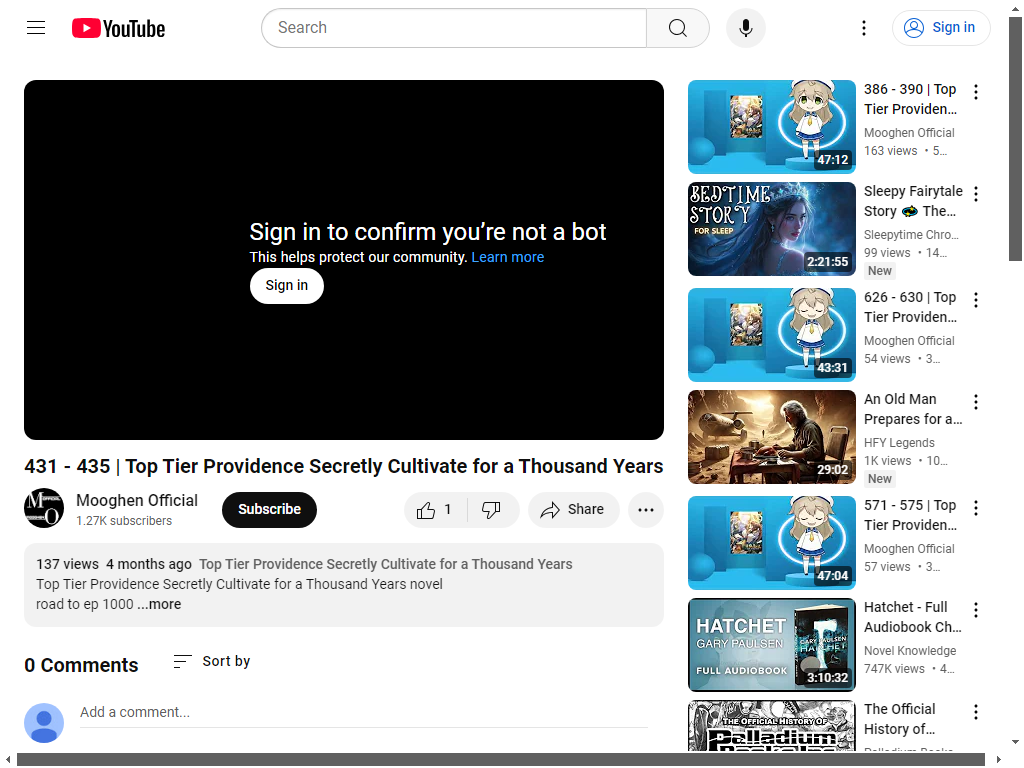 YouTube
Search
Sign in
Sign in to confirm you’re not a bot
This helps protect our community. Learn more
Sign in
431 - 435 | Top Tier Providence Secretly Cultivate for a Thousand Years
Mooghen Official
1.27K subscribers
Subscribe
1
Share
137 views 4 months ago Top Tier Providence Secretly Cultivate for a Thousand Years
Top Tier Providence Secretly Cultivate for a Thousand Years novel
road to ep 1000 ...more
0 Comments
Sort by
Add a comment...
47:12
386 - 390 | Top
Tier Providen...
Mooghen Official
163 views • 5...
BEDTIME
STORY
FOR SLEEP
2:21:55
Sleepy Fairytale
Story The...
Sleepytime Chro...
99 views • 14...
New
43:31
626 - 630 | Top
Tier Providen...
Mooghen Official
54 views • 3...
29:02
An Old Man
Prepares for a...
HFY Legends
1K views • 10...
New
47:04
571 - 575 | Top
Tier Providen...
Mooghen Official
57 views • 3...
HATCHET
GARY PAULSEN
FULL AUDIOBOOK
GARY PAULSEN
HATCHET
3:10:32
Hatchet - Full
Audiobook Ch...
Novel Knowledge
747K views • 4...
THE OFFICIAL HISTORY OF
Palladium
The Official
History of...
Palladium Books